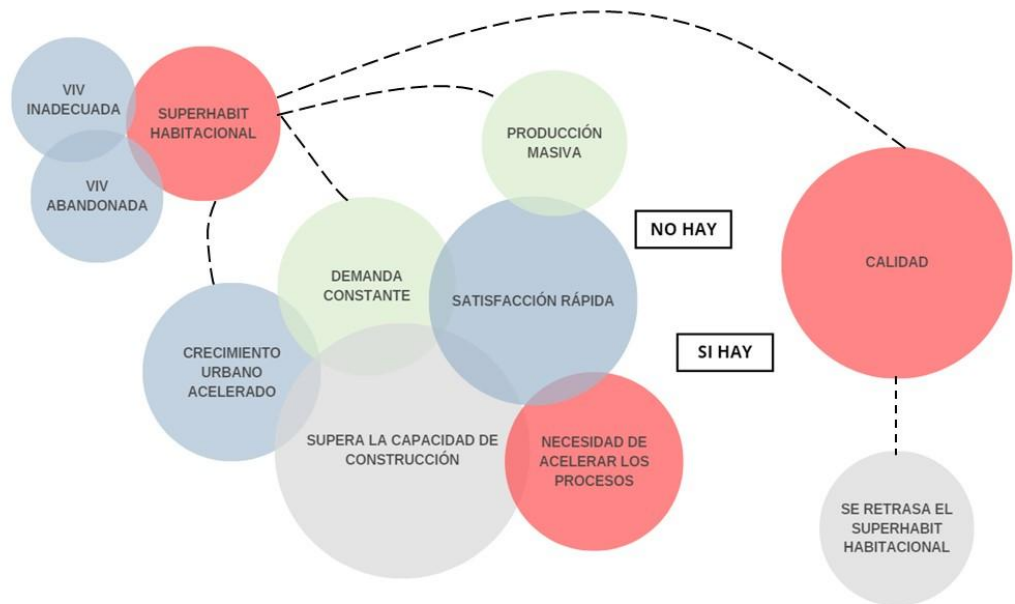 VIV
INADECUADA
SUPERHABIT
HABITACIONAL
VIV
ABANDONADA
PRODUCCIÓN
MASIVA
NO HAY
DEMANDA
CONSTANTE
SATISFACCIÓN RÁPIDA
CALIDAD
SI HAY
CRECIMIENTO
URBANO
ACELERADO
SUPERA LA CAPACIDAD DE
CONSTRUCCIÓN
NECESIDAD DE
ACELERAR LOS
PROCESOS
SE RETRASA EL
SUPERHABIT
HABITACIONAL